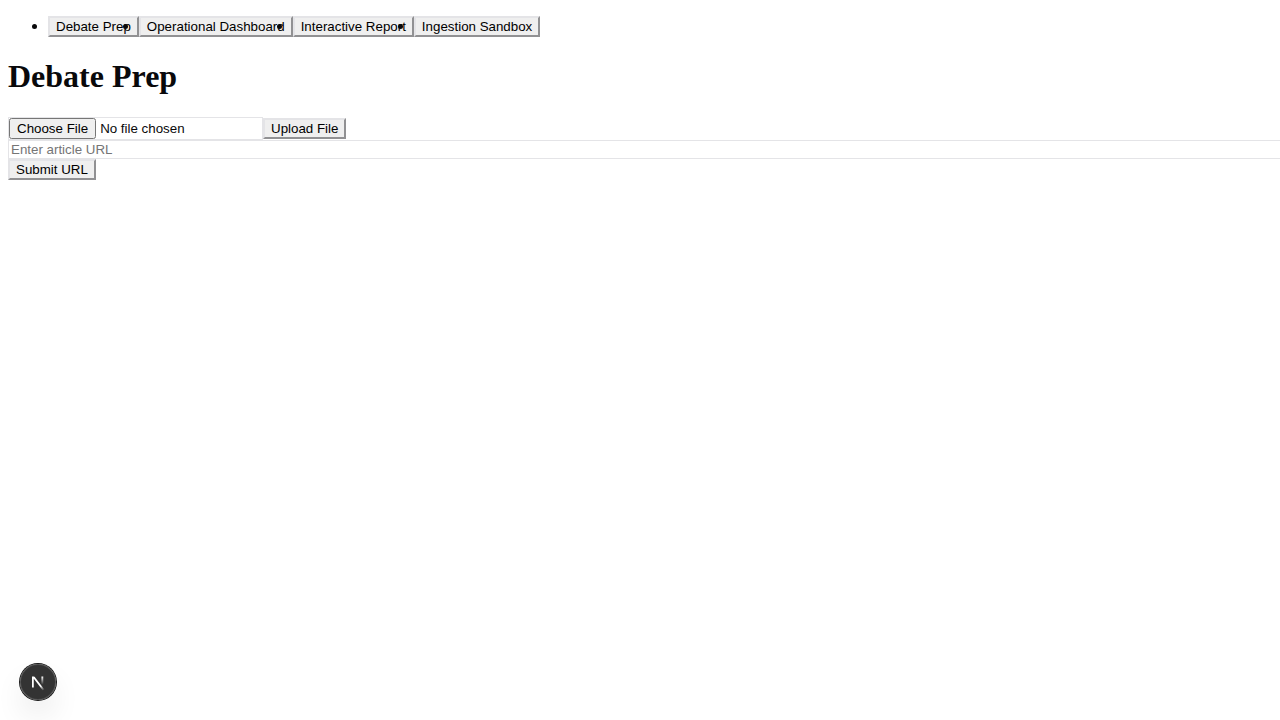 Debate Prep Operational Dashboard Interactive Report Ingestion Sandbox
Debate Prep
Choose File No file chosen Upload File
Enter article URL
Submit URL
N